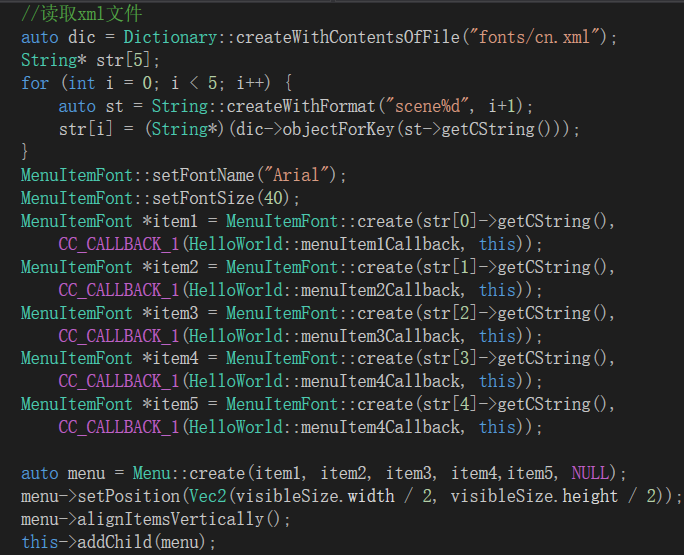 //读取xml文件
auto dic = Dictionary::createWithContentsOfFile("fonts/cn.xml");
String* str[5];
for (int i = 0; i < 5; i++) {
    auto st = String::createWithFormat("scene%d", i+1);
    str[i] = (String*)(dic->objectForKey(st->getCString()));
}
MenuItemFont::setFontName("Arial");
MenuItemFont::setFontSize(40);
MenuItemFont *item1 = MenuItemFont::create(str[0]->getCString(),
    CC_CALLBACK_1(HelloWorld::menuItem1Callback, this));
MenuItemFont *item2 = MenuItemFont::create(str[1]->getCString(),
    CC_CALLBACK_1(HelloWorld::menuItem2Callback, this));
MenuItemFont *item3 = MenuItemFont::create(str[2]->getCString(),
    CC_CALLBACK_1(HelloWorld::menuItem3Callback, this));
MenuItemFont *item4 = MenuItemFont::create(str[3]->getCString(),
    CC_CALLBACK_1(HelloWorld::menuItem4Callback, this));
MenuItemFont *item5 = MenuItemFont::create(str[4]->getCString(),
    CC_CALLBACK_1(HelloWorld::menuItem4Callback, this));

auto menu = Menu::create(item1, item2, item3, item4,item5, NULL);
menu->setPosition(Vec2(visibleSize.width / 2, visibleSize.height / 2));
menu->alignItemsVertically();
this->addChild(menu);